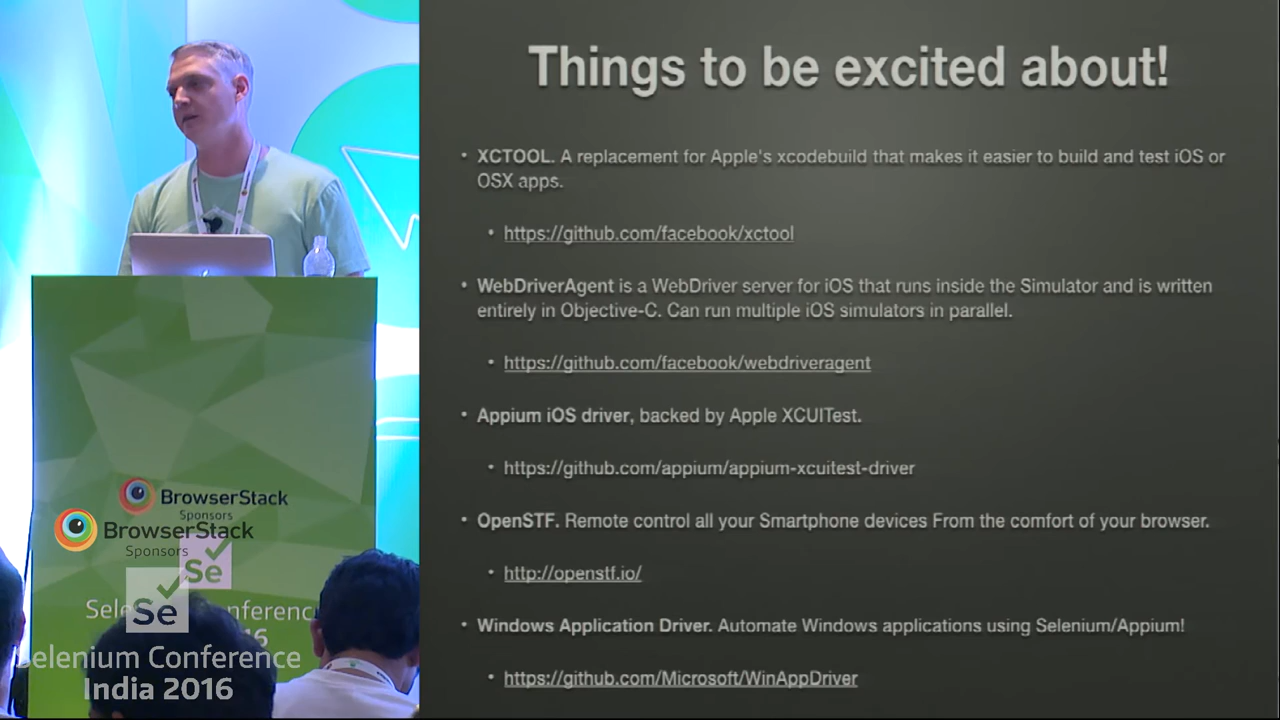 Things to be excited about!
• XCTOOL. A replacement for Apple's xcodebuild that makes it easier to build and test iOS or
OSX apps.
• https://github.com/facebook/xctool
• WebDriverAgent is a WebDriver server for iOS that runs inside the Simulator and is written
entirely in Objective-C. Can run multiple iOS simulators in parallel.
• https://github.com/facebook/webdriveragent
• Appium iOS driver, backed by Apple XCUITest.
• https://github.com/appium/appium-xcuitest-driver
• OpenSTF. Remote control all your Smartphone devices From the comfort of your browser.
• http://openstf.io/
• Windows Application Driver. Automate Windows applications using Selenium/Appium!
• https://github.com/Microsoft/WinAppDriver
BrowserStack
Sponsors
BrowserStack
Sponsors
Se
Se
Selenium Conference
India 2016